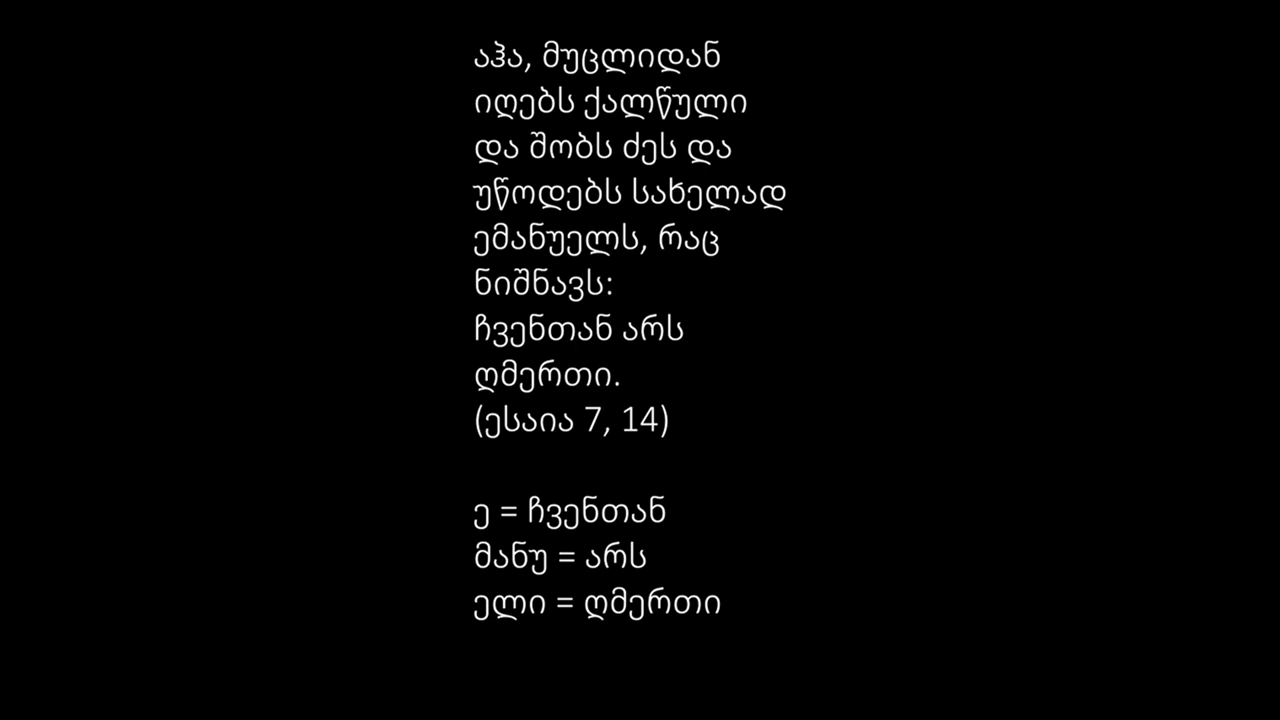 აჰა, მუცლიდან
იღებს ქალწული
და შობს ძეს და
უწოდებს სახელად
ემანუელს, რაც
ნიშნავს:
ჩვენთან არს
ღმერთი.
(ესაია 7, 14)
ე = ჩვენთან
მანუ = არს
ელი = ღმერთი